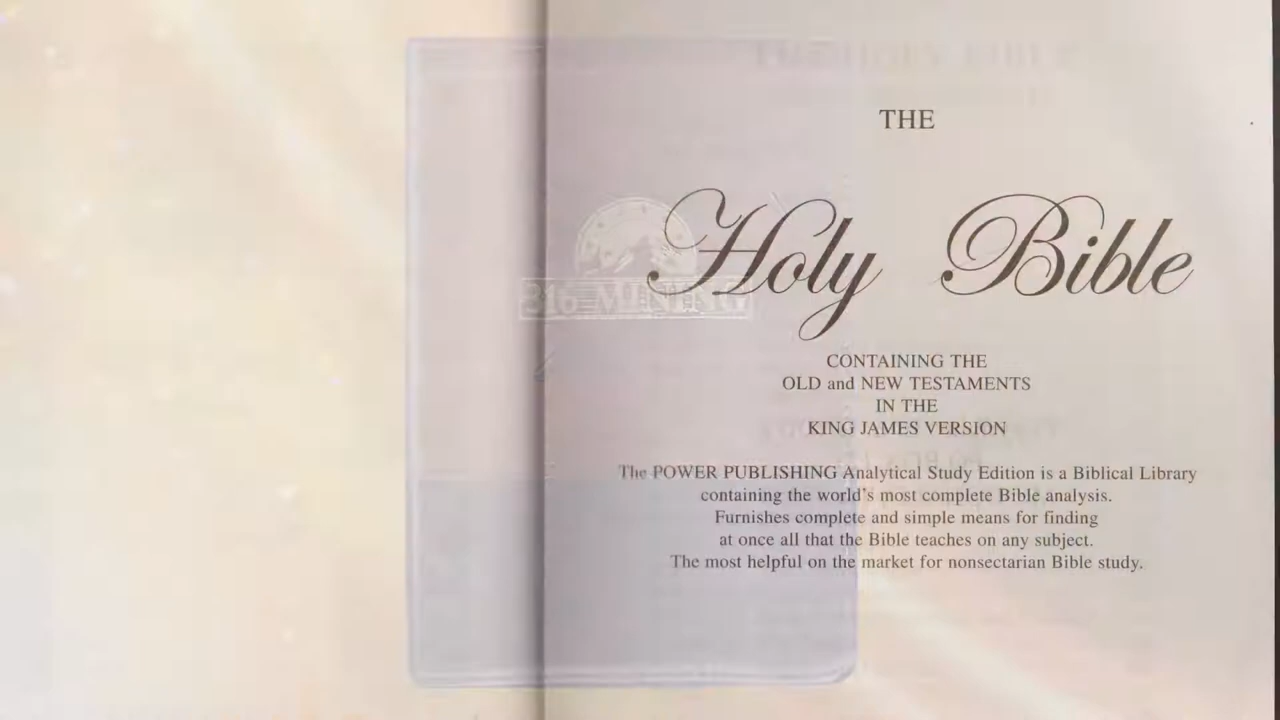 THE
Holy Bible
316 MINING
CONTAINING THE
OLD and NEW TESTAMENTS
IN THE
KING JAMES VERSION
The POWER PUBLISHING Analytical Study Edition is a Biblical Library
containing the world's most complete Bible analysis.
Furnishes complete and simple means for finding
at once all that the Bible teaches on any subject.
The most helpful on the market for nonsectarian Bible study.